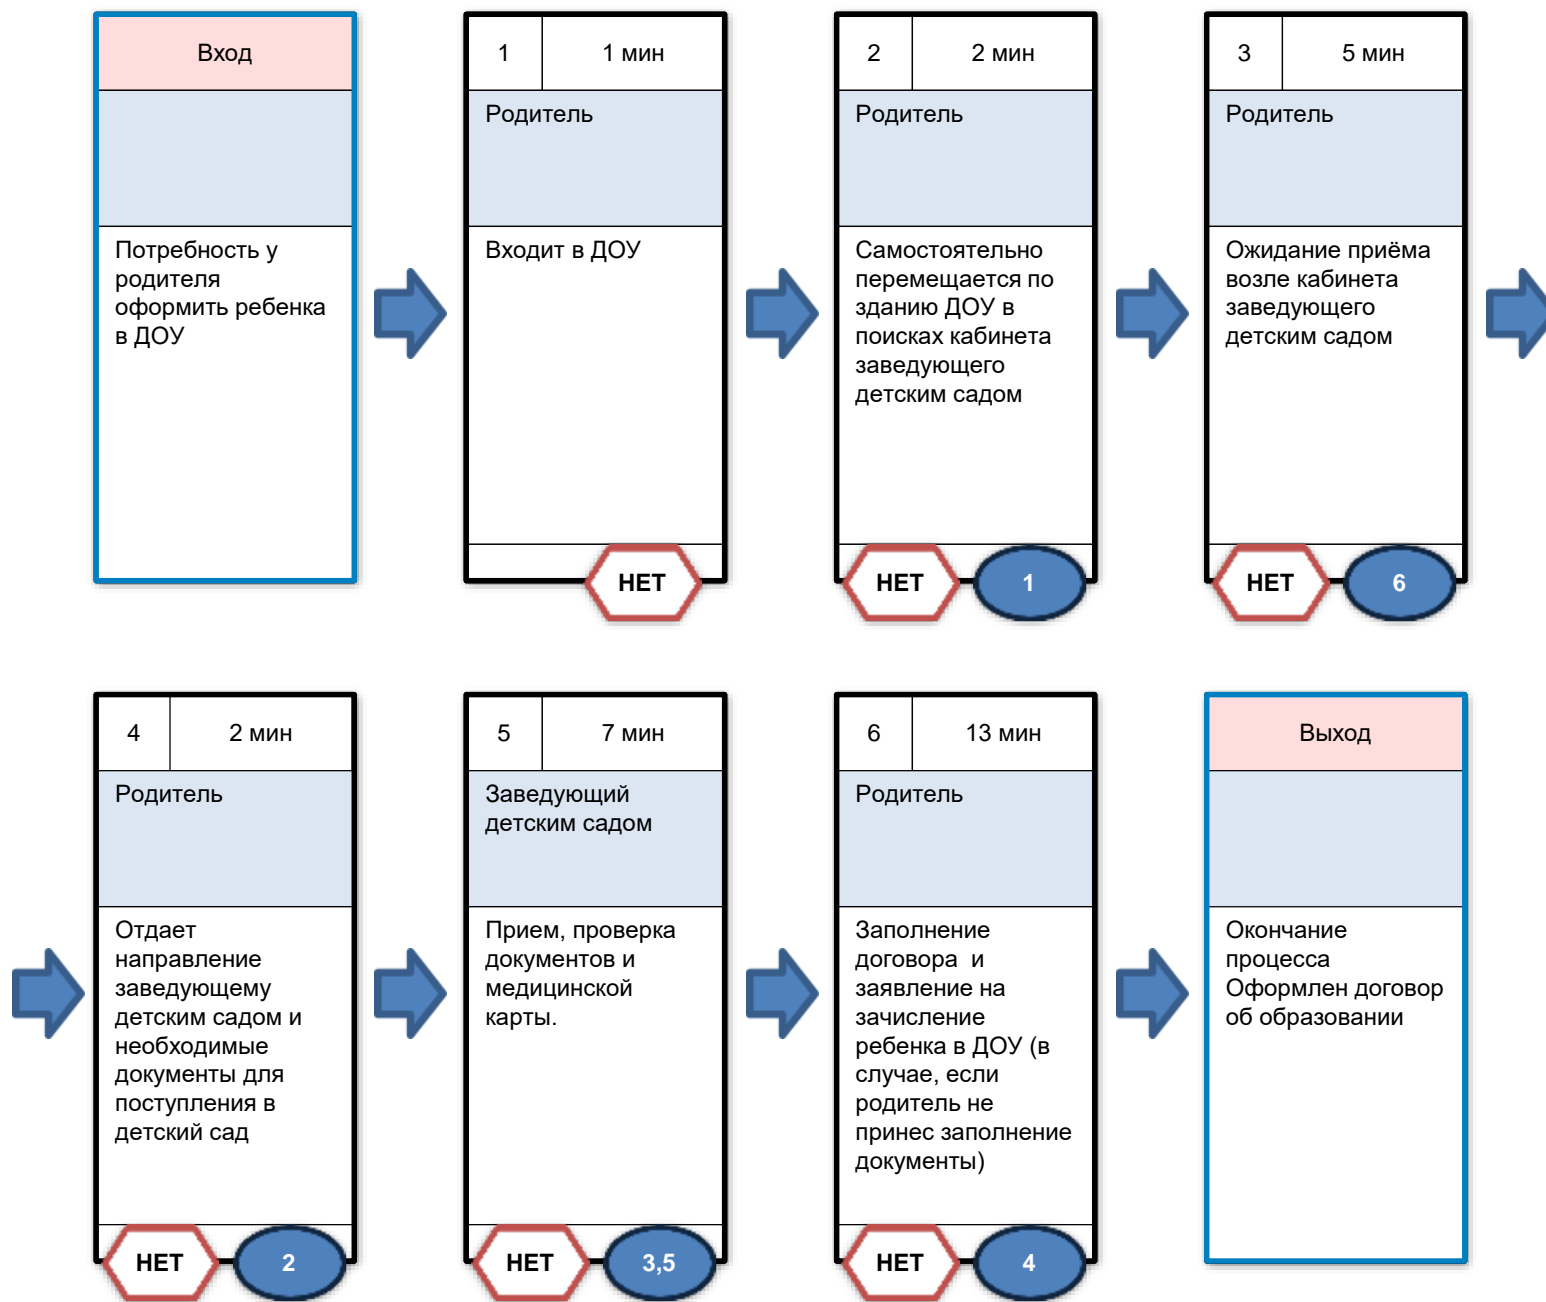 Вход
Потребность у
родителя
оформить ребенка
в ДОУ
1
1 мин
Родитель
Входит в ДОУ
НЕТ
2
2 мин
Родитель
Самостоятельно
перемещается по
зданию ДОУ в
поисках кабинета
заведующего
детским садом
НЕТ
1
3
5 мин
Родитель
Ожидание приёма
возле кабинета
заведующего
детским садом
НЕТ
6
4
2 мин
Родитель
Отдает
направление
заведующему
детским садом и
необходимые
документы для
поступления в
детский сад
НЕТ
2
5
7 мин
Заведующий
детским садом
Прием, проверка
документов и
медицинской
карты.
НЕТ
3,5
6
13 мин
Родитель
Заполнение
договора и
заявление на
зачисление
ребенка в ДОУ (в
случае, если
родитель не
принес заполнение
документы)
НЕТ
4
Выход
Окончание
процесса
Оформлен договор
об образовании